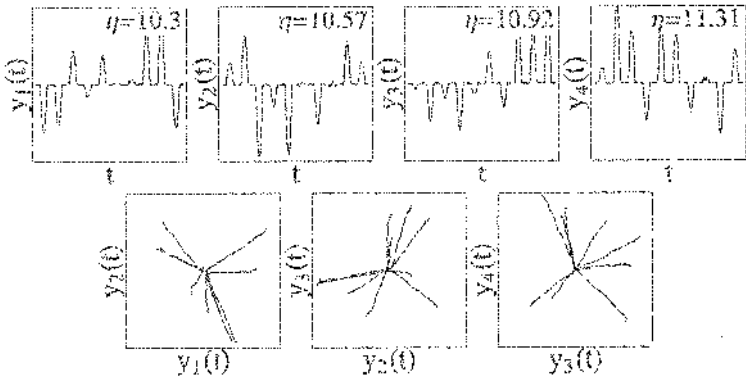 η=10.3
η=10.57
η=10.92
η=11.31
y1(t)
y2(t)
y3(t)
y4(t)
t
t
t
t
y2(t)
y3(t)
y4(t)
y1(t)
y2(t)
y3(t)